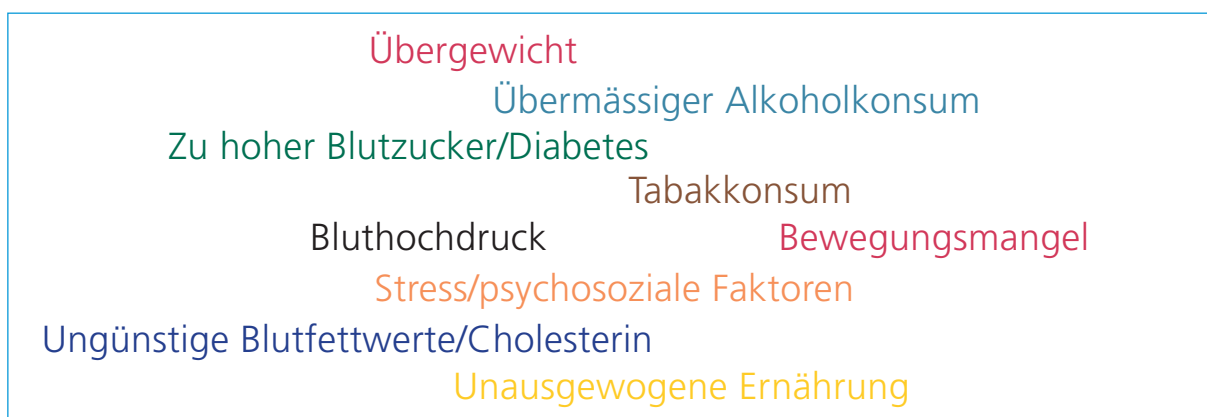 Übergewicht
Übermässiger Alkoholkonsum
Zu hoher Blutzucker/Diabetes
Tabakkonsum
Bluthochdruck Bewegungsmangel
Stress/psychosoziale Faktoren
Ungünstige Blutfettwerte/Cholesterin
Unausgewogene Ernährung